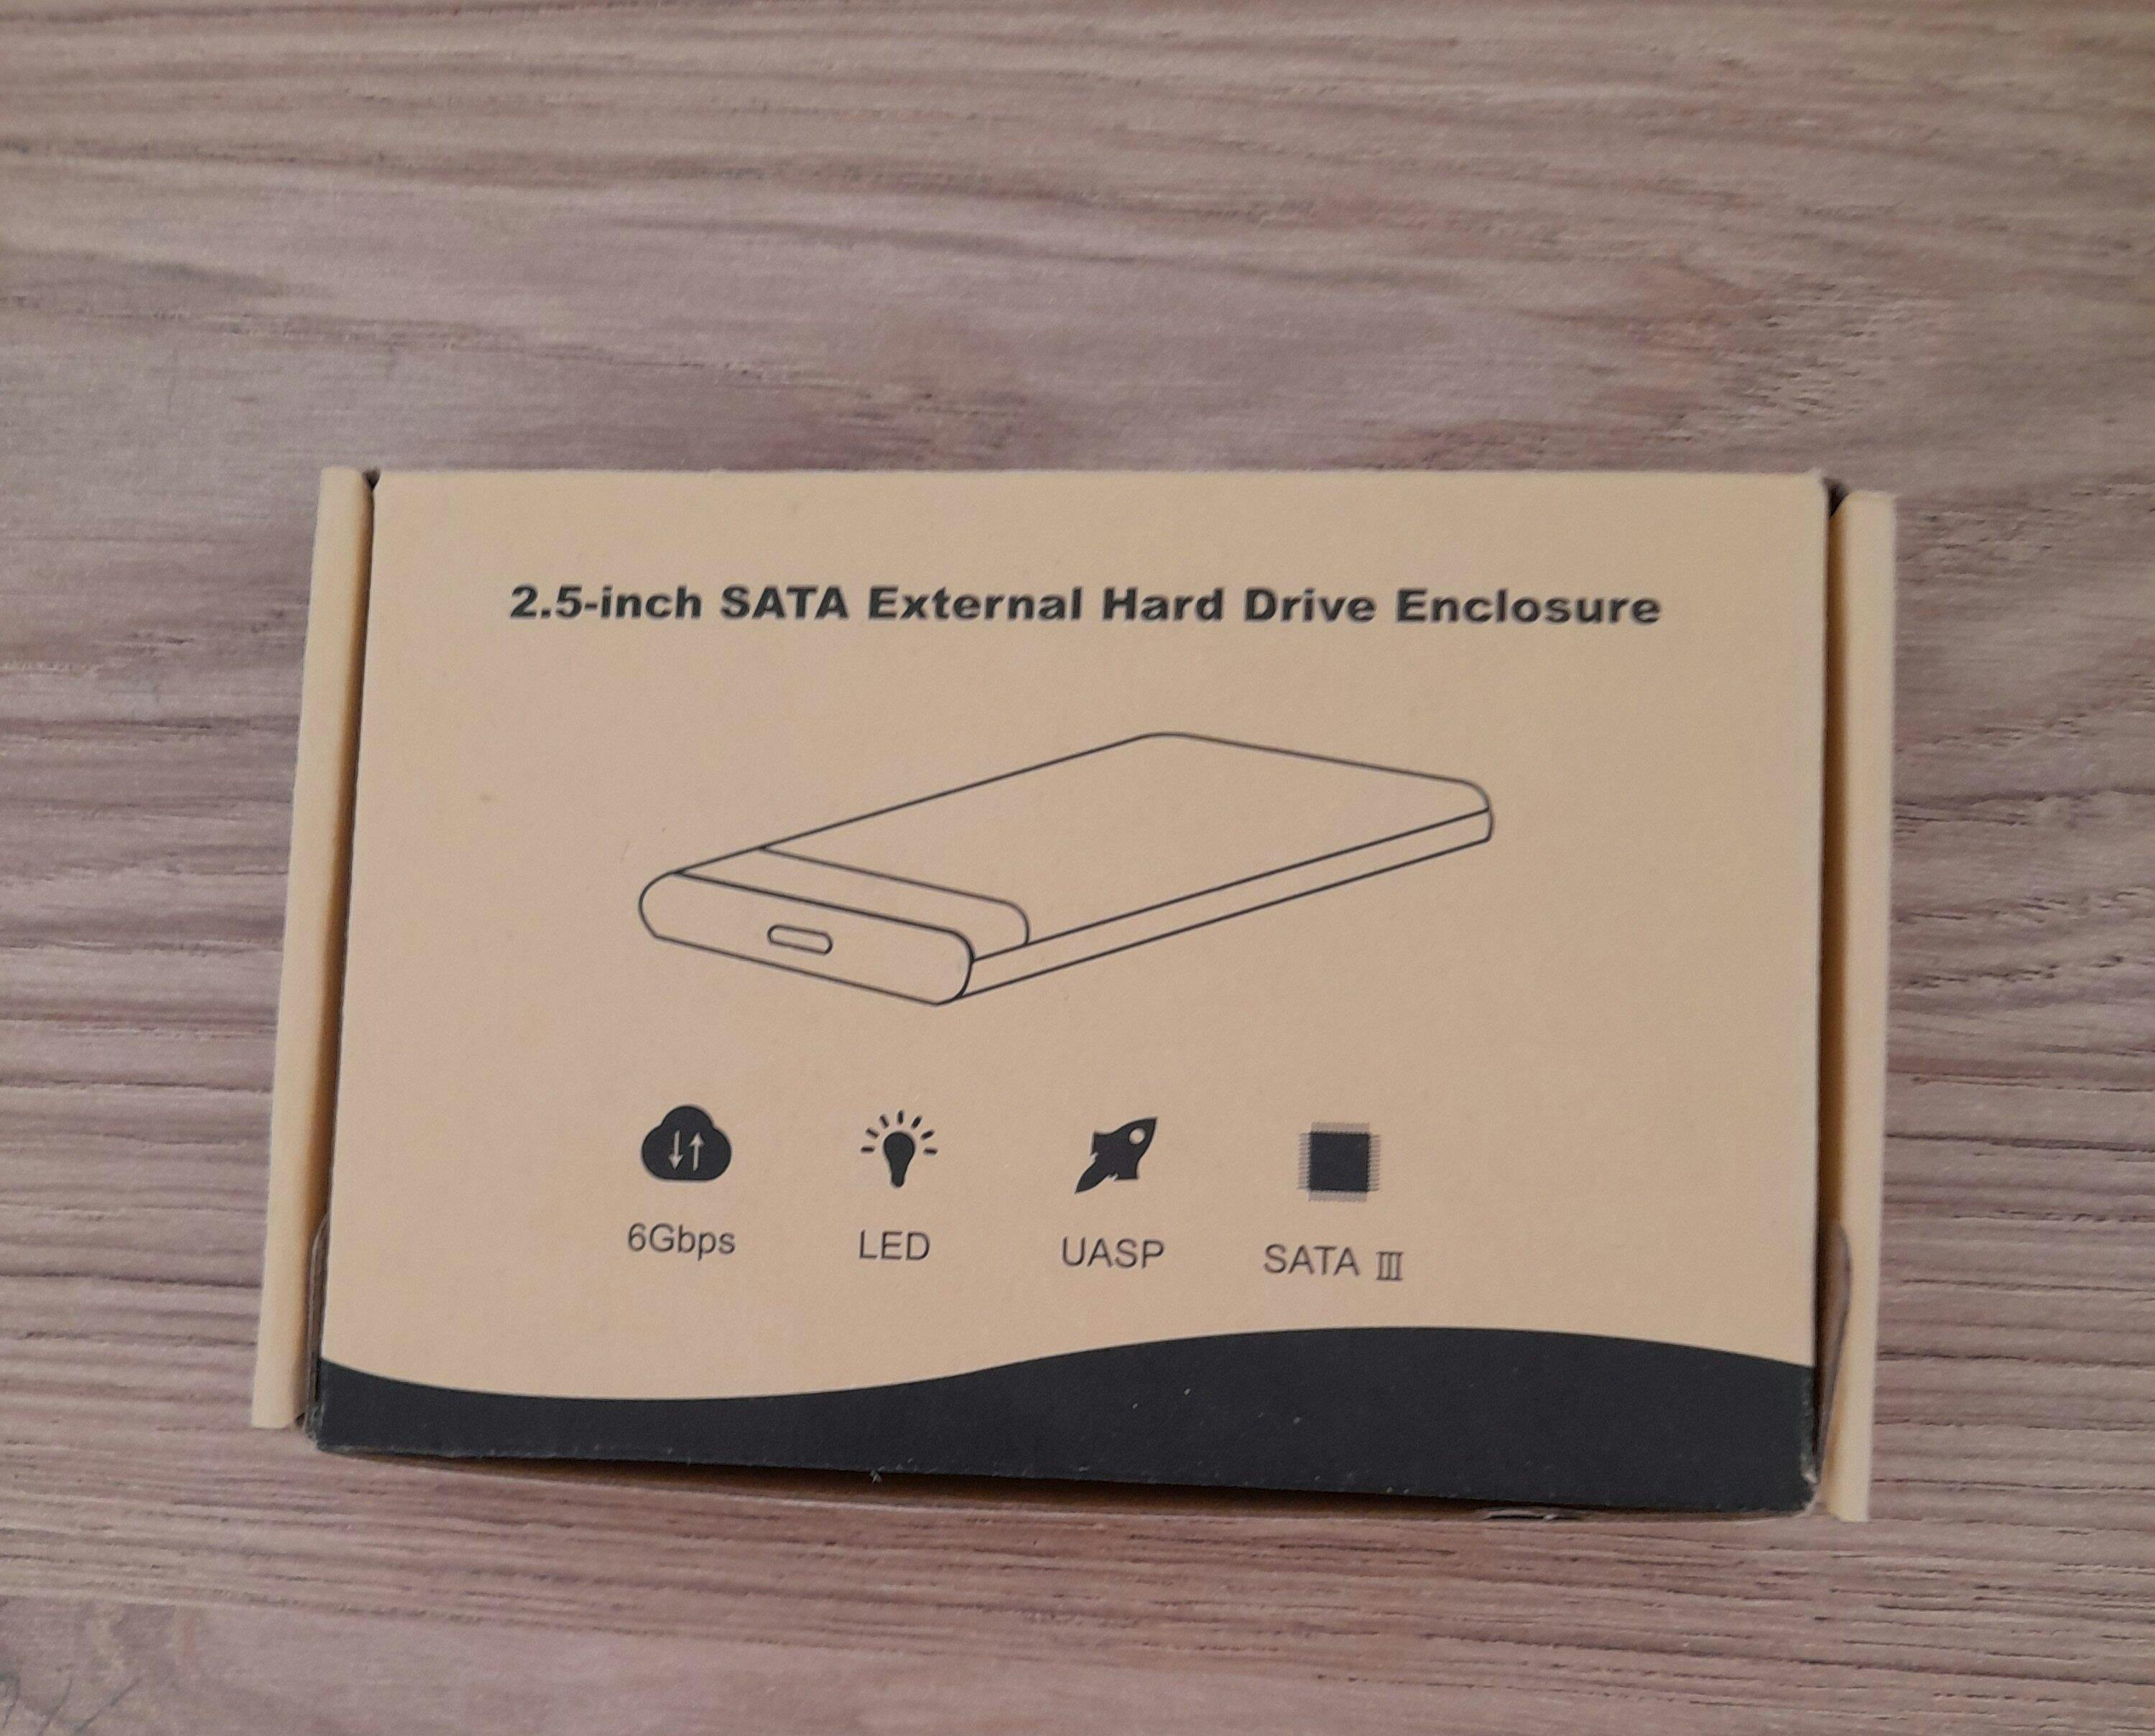 2.5-inch SATA External Hard Drive Enclosure
6Gbps LED UASP SATA Ⅲ